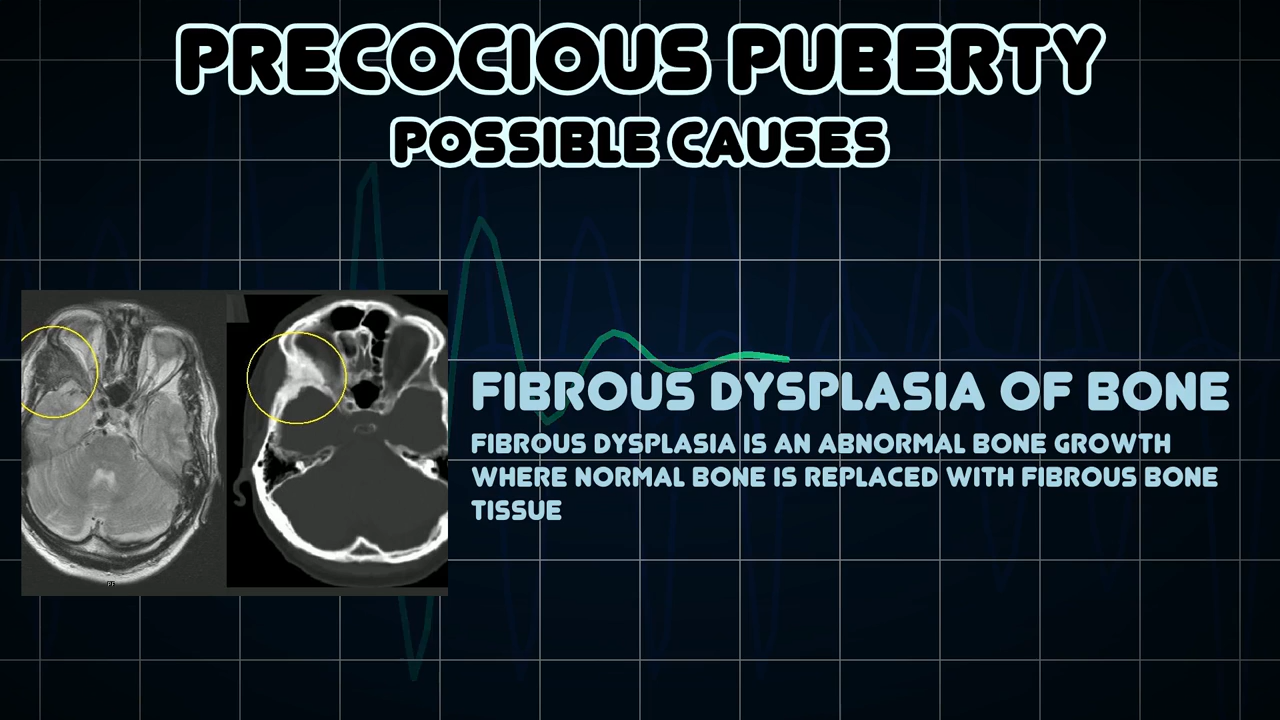 PRECOCIOUS PUBERTY
POSSIBLE CAUSES
FIBROUS DYSPLASIA OF BONE
FIBROUS DYSPLASIA IS AN ABNORMAL BONE GROWTH
WHERE NORMAL BONE IS REPLACED WITH FIBROUS BONE
TISSUE